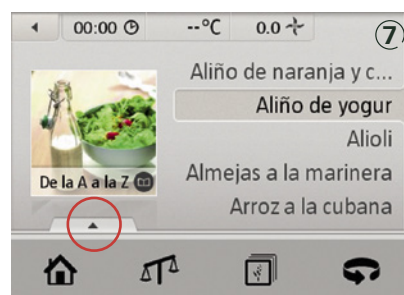 00:00 --°C 0.0 7
Aliño de naranja y c...
Aliño de yogur
Alioli
De la A a la Z
Almejas a la marinera
Arroz a la cubana